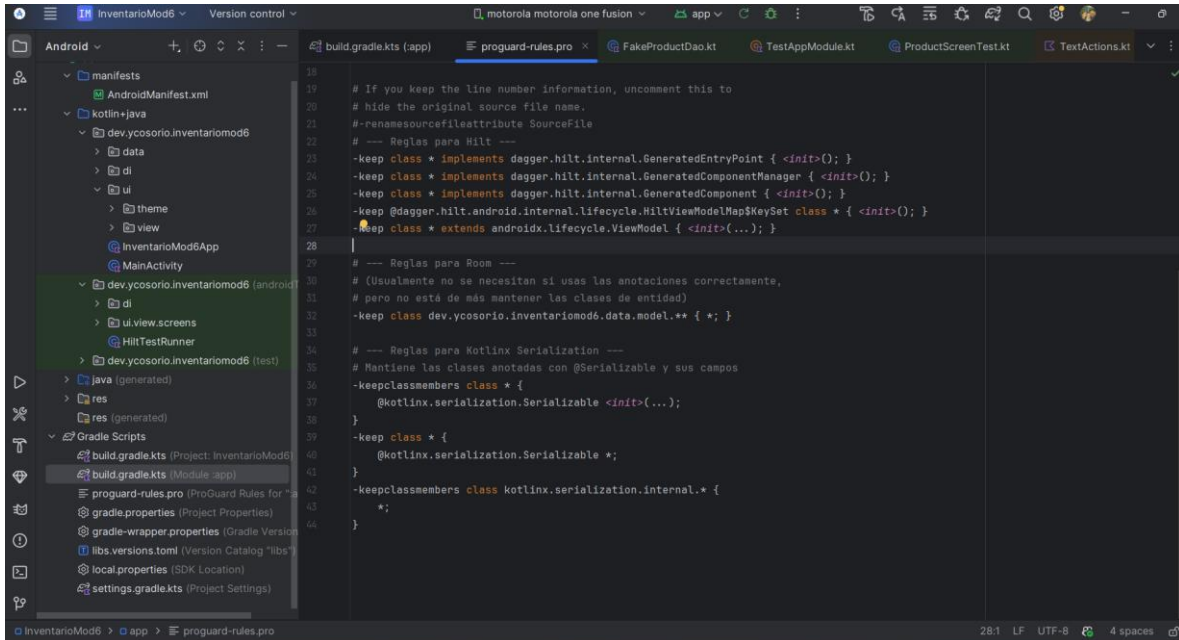 InventarioMod6 Version control motorola motorola one fusion app
Android
build.gradle.kts (:app) proguard-rules.pro FakeProductDao.kt TestAppModule.kt ProductScreenTest.kt TextActions.kt
manifests
AndroidManifest.xml
kotlin+java
dev.ycosorio.inventariomod6
data
di
ui
theme
view
InventarioMod6App
MainActivity
dev.ycosorio.inventariomod6 (androidT
di
ui.view.screens
HiltTestRunner
dev.ycosorio.inventariomod6 (test)
java (generated)
res
res (generated)
Gradle Scripts
build.gradle.kts (Project: InventarioMod6)
build.gradle.kts (Module :app)
proguard-rules.pro (ProGuard Rules for ":a
gradle.properties (Project Properties)
gradle-wrapper.properties (Gradle Version
libs.versions.toml (Version Catalog "libs")
local.properties (SDK Location)
settings.gradle.kts (Project Settings)
18
19 # If you keep the line number information, uncomment this to
20 # hide the original source file name.
21 #-renamesourcefileattribute SourceFile
22 # --- Reglas para Hilt ---
23 -keep class * implements dagger.hilt.internal.GeneratedEntryPoint { <init>(); }
24 -keep class * implements dagger.hilt.internal.GeneratedComponentManager { <init>(); }
25 -keep class * implements dagger.hilt.internal.GeneratedComponent { <init>(); }
26 -keep @dagger.hilt.android.internal.lifecycle.HiltViewModelMap$KeySet class * { <init>(); }
27 -keep class * extends androidx.lifecycle.ViewModel { <init>(...); }
28
29 # --- Reglas para Room ---
30 # (Usualmente no se necesitan si usas las anotaciones correctamente,
31 # pero no está de más mantener las clases de entidad)
32 -keep class dev.ycosorio.inventariomod6.data.model.** { *; }
33
34 # --- Reglas para Kotlinx Serialization ---
35 # Mantiene las clases anotadas con @Serializable y sus campos
36 -keepclassmembers class * {
37 @kotlinx.serialization.Serializable <init>(...);
38 }
39 -keep class * {
40 @kotlinx.serialization.Serializable *;
41 }
42 -keepclassmembers class kotlinx.serialization.internal.* {
43 *;
44 }
InventarioMod6 > app > proguard-rules.pro 28:1 LF UTF-8 4 spaces